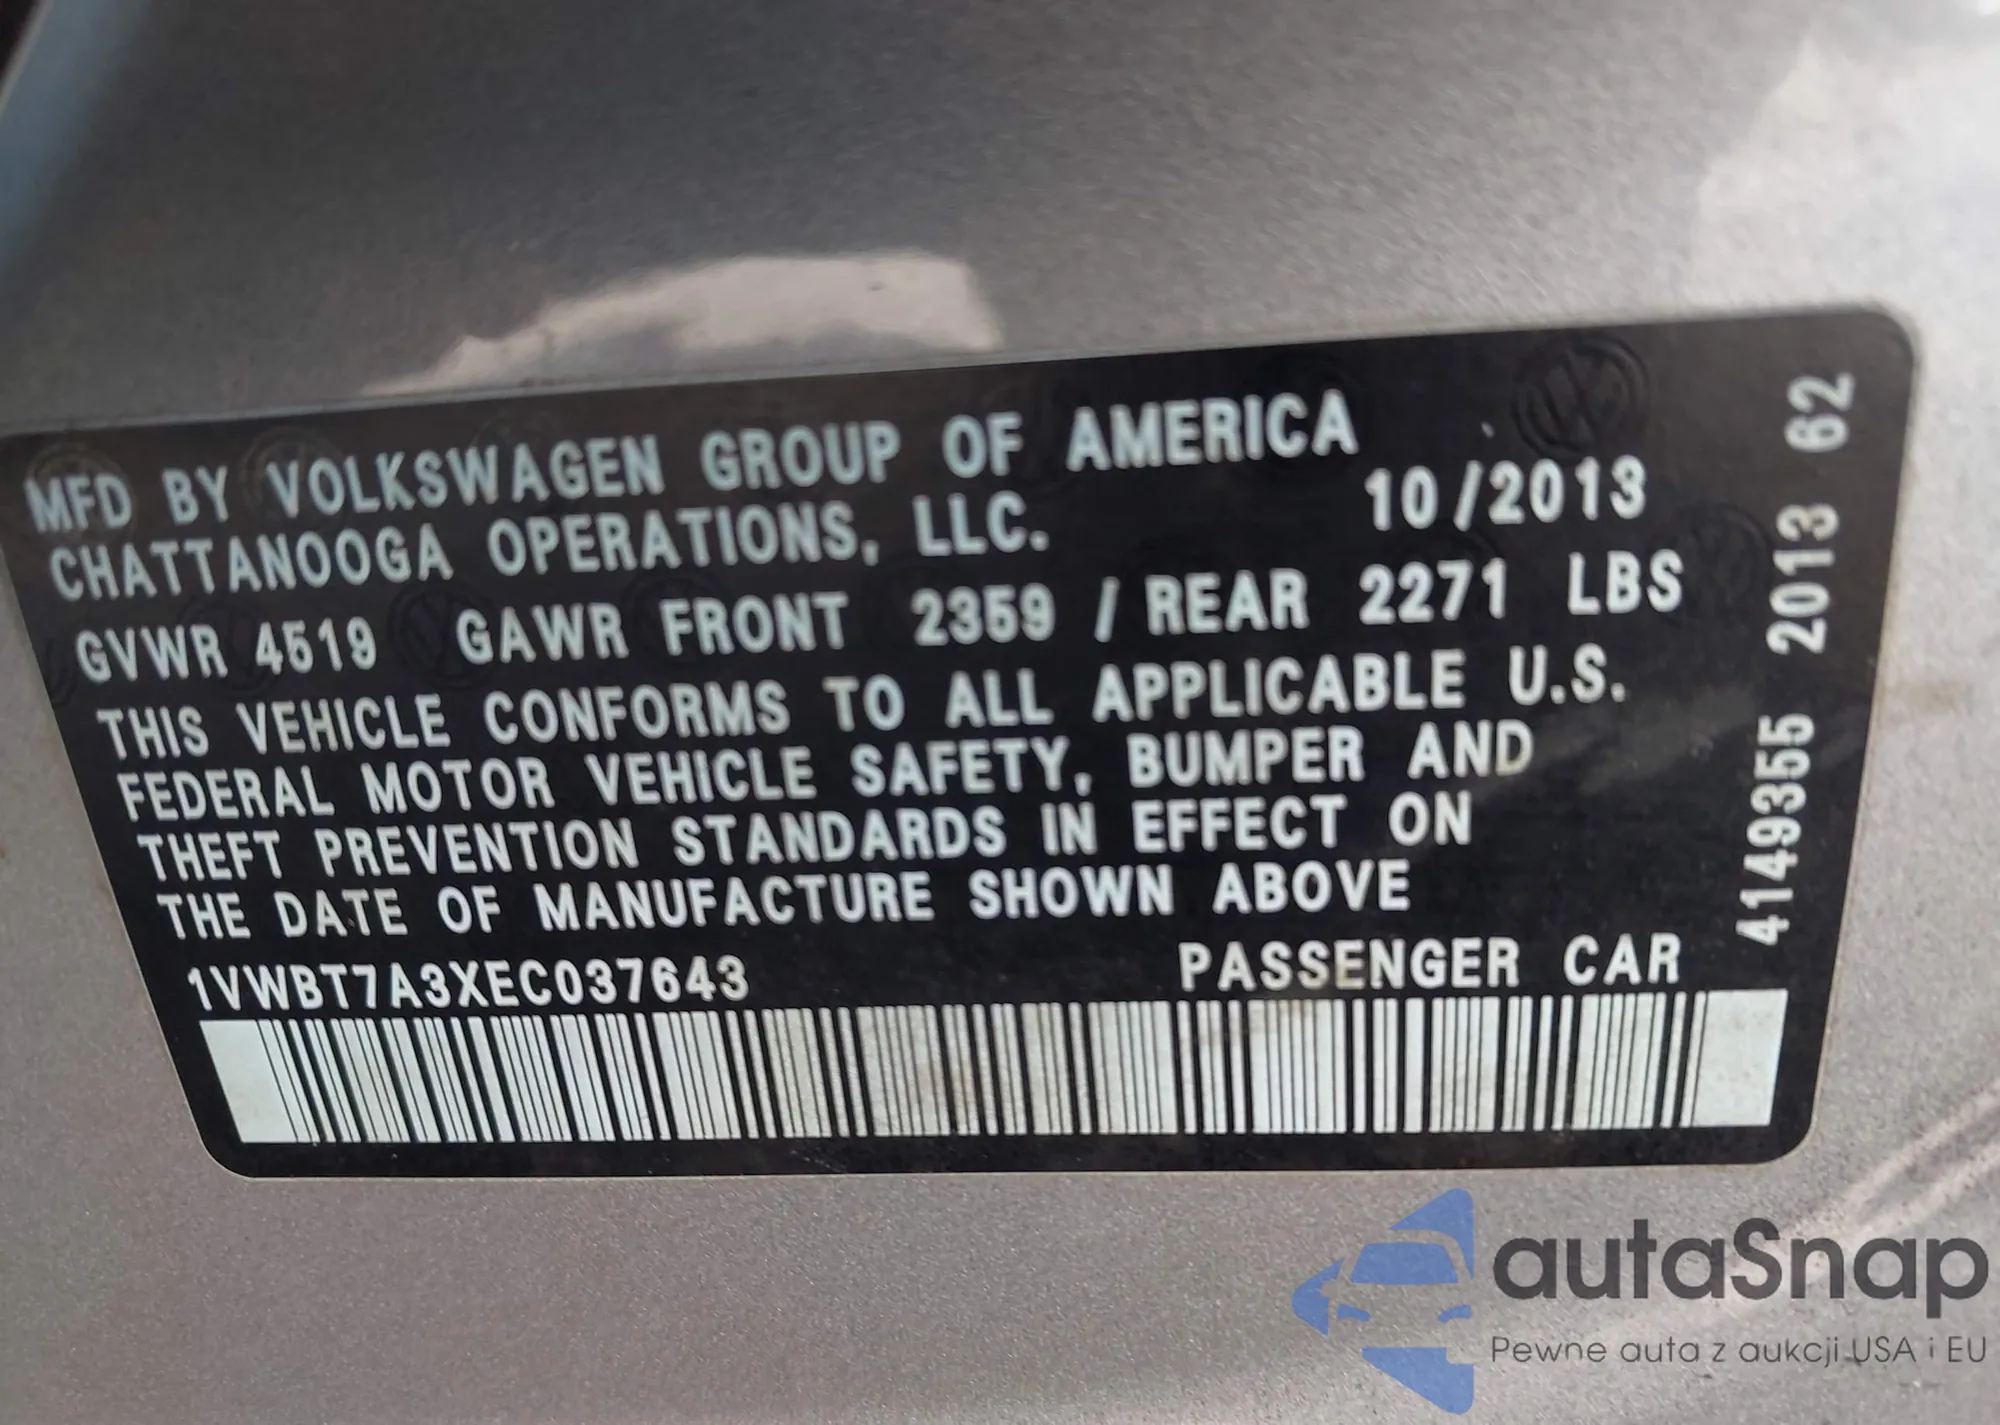 MFD BY VOLKSWAGEN GROUP OF AMERICA
CHATTANOOGA OPERATIONS, LLC. 10/2013
GVWR 4519 GAWR FRONT 2359 / REAR 2271 LBS
THIS VEHICLE CONFORMS TO ALL APPLICABLE U.S.
FEDERAL MOTOR VEHICLE SAFETY, BUMPER AND
THEFT PREVENTION STANDARDS IN EFFECT ON
THE DATE OF MANUFACTURE SHOWN ABOVE
1VWBT7A3XEC037643 PASSENGER CAR
4149355 2013 62
autaSnap
Pewne auta z aukcji USA i EU